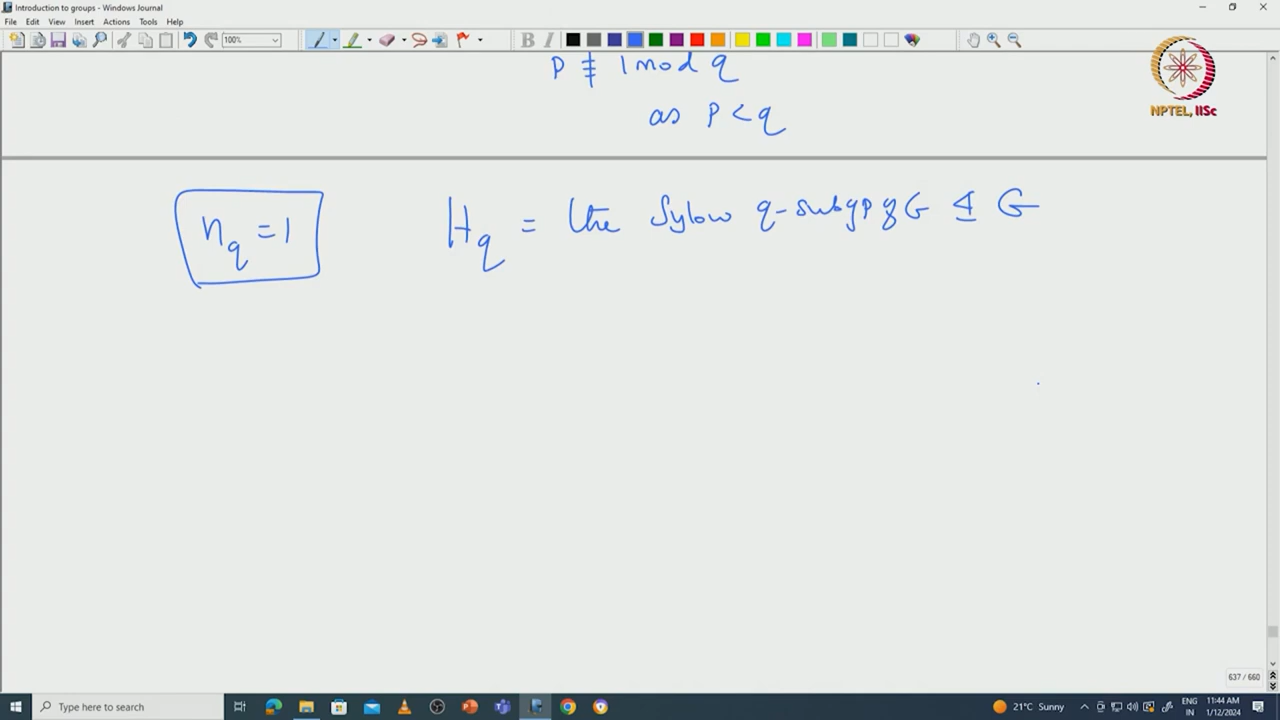 Introduction to groups - Windows Journal
File Edit View Insert Actions Tools Help
100%
B I
NPTEL, IISc
p ≢ 1 mod q
as p < q
n_q = 1
H_q = the Sylow q-subgp of G ⊴ G
637 / 660
Type here to search
21°C Sunny
ENG
IN
11:44 AM
1/12/2024